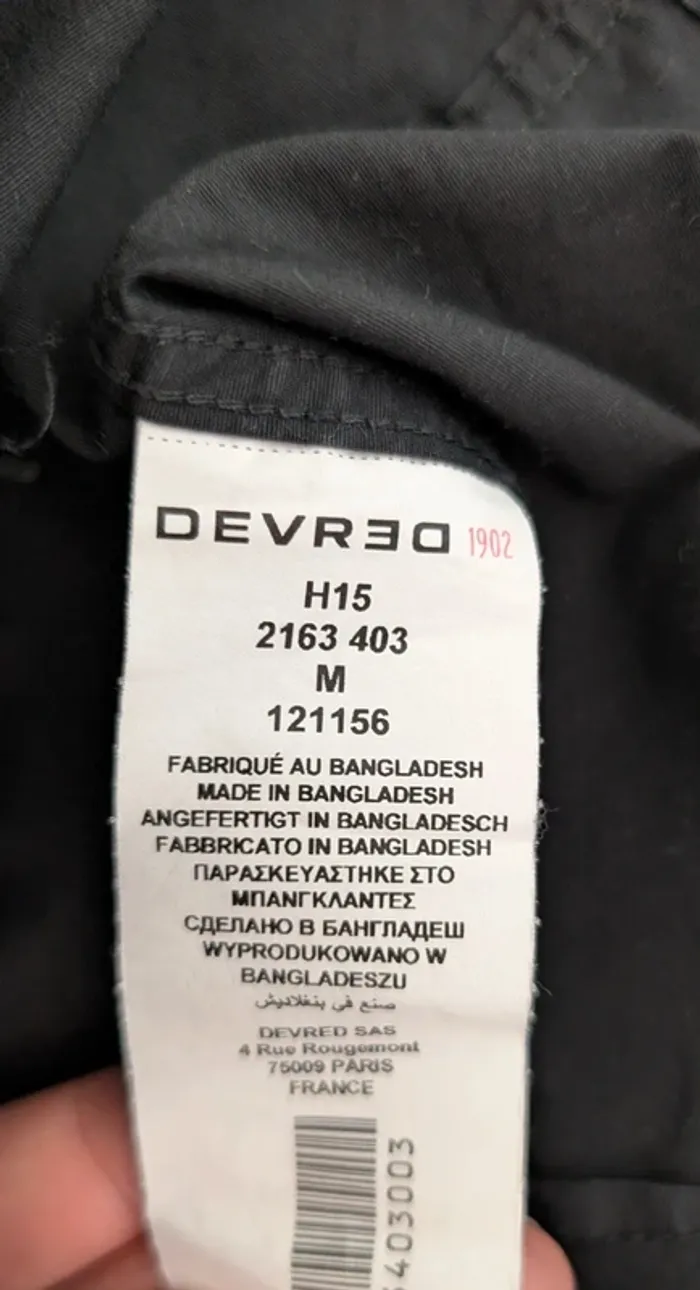 DEVRED 1902
H15
2163 403
M
121156
FABRIQUÉ AU BANGLADESH
MADE IN BANGLADESH
ANGEFERTIGT IN BANGLADESCH
FABBRICATO IN BANGLADESH
ΠΑΡΑΣΚΕΥΑΣΤΗΚΕ ΣΤΟ
ΜΠΑΝΓΚΛΑΝΤΕΣ
СДЕЛАНО В БАНГЛАДЕШ
WYPRODUKOWANO W
BANGLADESZU
صنع في بنغلاديش
DEVRED SAS
4 Rue Rougemont
75009 PARIS
FRANCE
403003